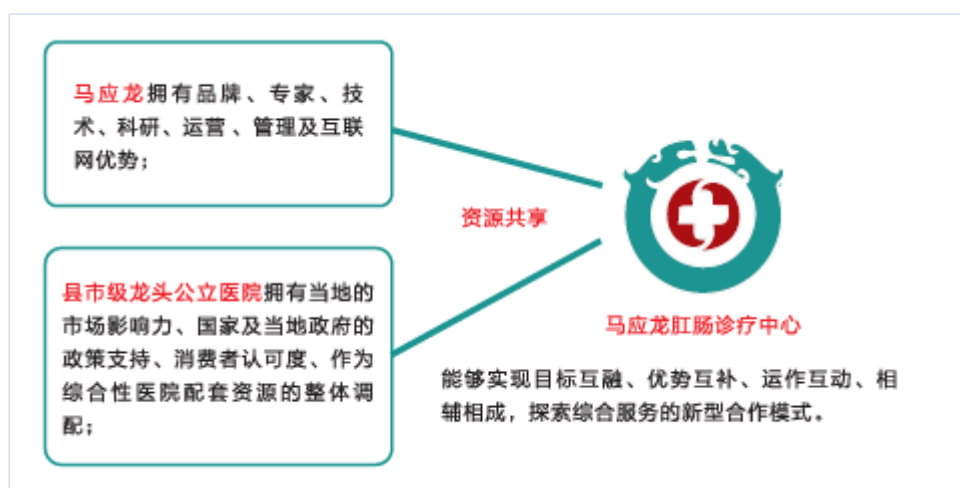 马应龙拥有品牌、专家、技
术、科研、运营、管理及互联
网优势；
资源共享
县市级龙头公立医院拥有当地的
市场影响力、国家及当地政府的
政策支持、消费者认可度、作为
综合性医院配套资源的整体调
配；
马应龙肛肠诊疗中心
能够实现目标互融、优势互补、运作互动、相
辅相成，探索综合服务的新型合作模式。